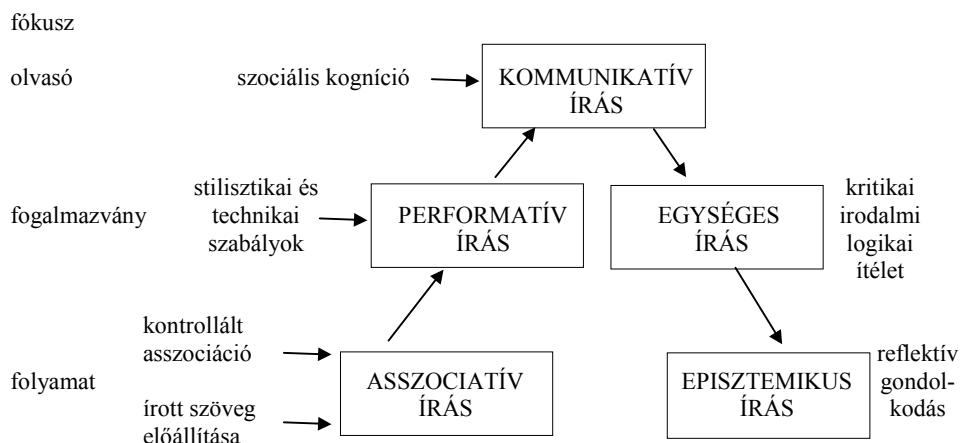 fókusz
olvasó
szociális kogníció
KOMMUNIKATÍV
ÍRÁS
fogalmazvány
stilisztikai és
technikai
szabályok
PERFORMATÍV
ÍRÁS
EGYSÉGES
ÍRÁS
kritikai
irodalmi
logikai
ítélet
folyamat
kontrollált
asszociáció
írott szöveg
előállítása
ASSZOCIATÍV
ÍRÁS
EPISZTEMIKUS
ÍRÁS
reflektív
gondol-
kodás